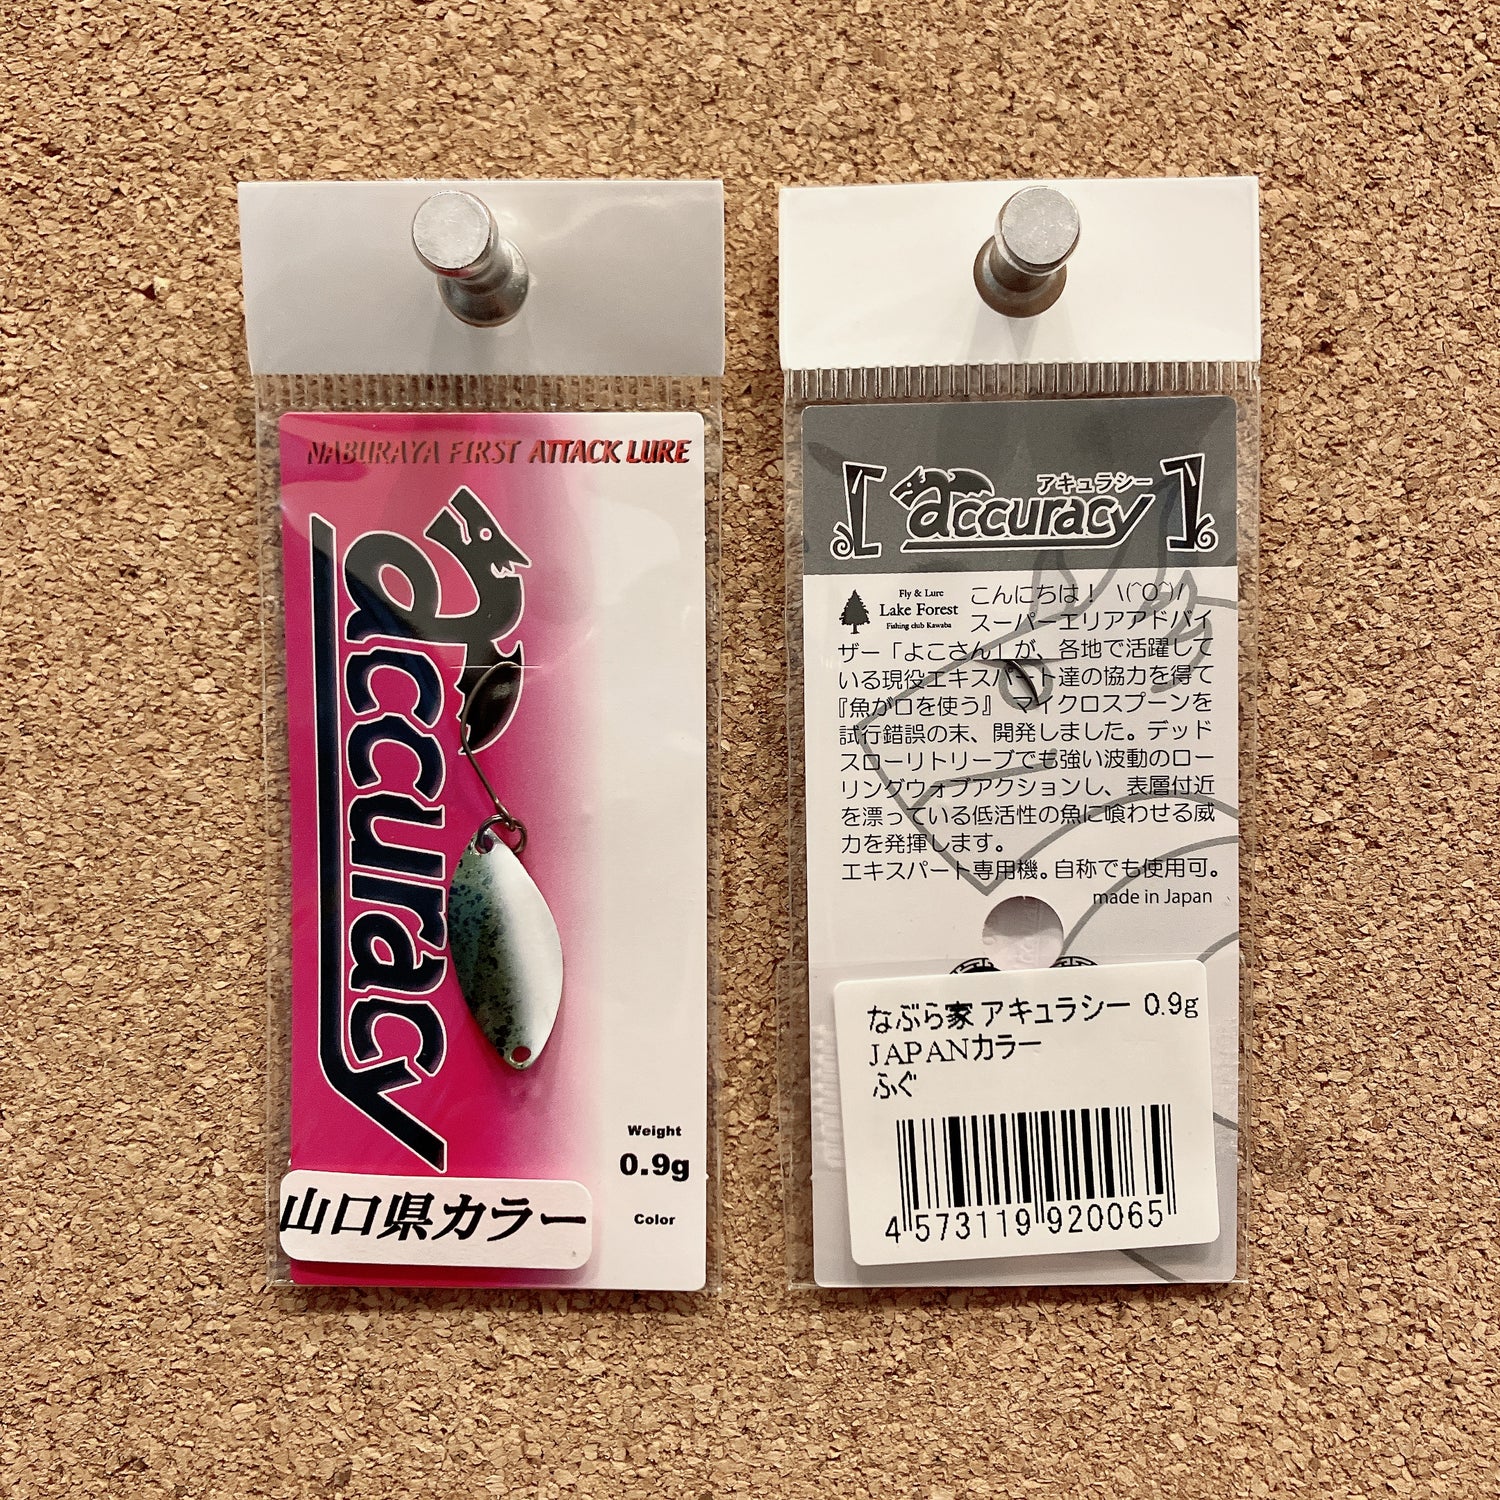 NABURAYA FIRST ATTACK LURE
accuracy
Weight
0.9g
Color
山口県カラー
アキュラシー
accuracy
Fly & Lure
Lake Forest
Fishing club Kawaba
こんにちは！ \(^O^)/
スーパーエリアアドバイ
ザー「よこさん」が、各地で活躍して
いる現役エキスパート達の協力を得て
『魚が口を使う』 マイクロスプーンを
試行錯誤の末、開発しました。デッド
スローリトリーブでも強い波動のロー
リングウォブアクションし、表層付近
を漂っている低活性の魚に喰わせる威
力を発揮します。
エキスパート専用機。自称でも使用可。
made in Japan
なぶら家 アキュラシー 0.9g
JAPANカラー
ふぐ
4 573119 920065